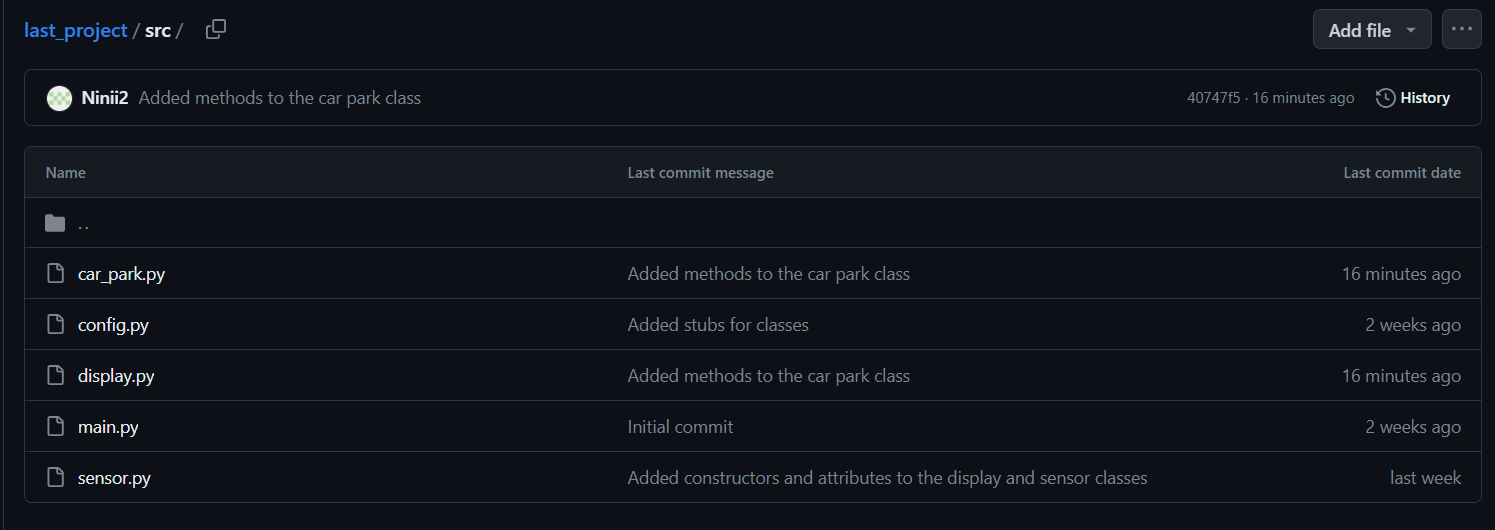 last_project / src /
Add file
Ninii2 Added methods to the car park class
40747f5 · 16 minutes ago
History
Name Last commit message Last commit date
..
car_park.py Added methods to the car park class 16 minutes ago
config.py Added stubs for classes 2 weeks ago
display.py Added methods to the car park class 16 minutes ago
main.py Initial commit 2 weeks ago
sensor.py Added constructors and attributes to the display and sensor classes last week